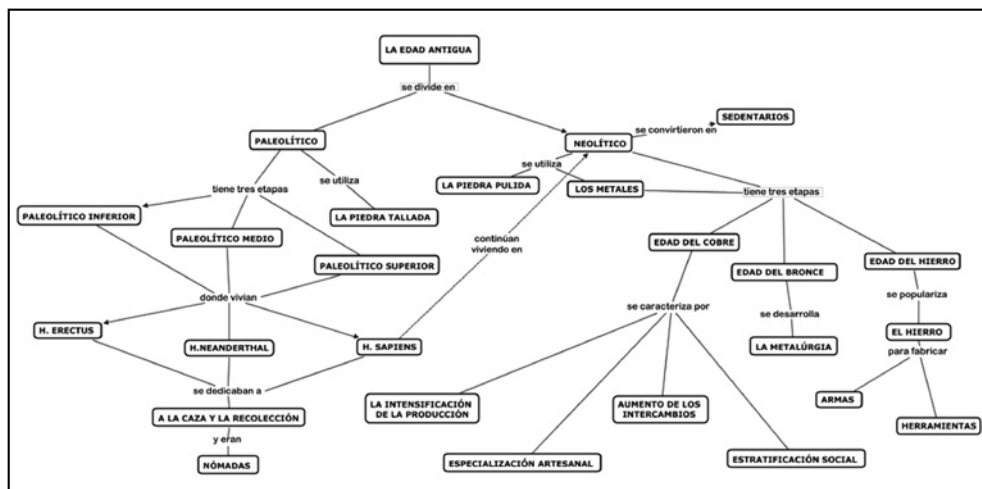 LA EDAD ANTIGUA
se divide en
SEDENTARIOS
se convirtieron en
PALEOLÍTICO
NEOLÍTICO
se utiliza
LA PIEDRA PULIDA
LOS METALES
tiene tres etapas
tiene tres etapas
se utiliza
PALEOLÍTICO INFERIOR
LA PIEDRA TALLADA
PALEOLÍTICO MEDIO
PALEOLÍTICO SUPERIOR
continúan
viviendo en
EDAD DEL COBRE
EDAD DEL BRONCE
EDAD DEL HIERRO
donde vivian
se caracteriza por
se desarrolla
se populariza
H. ERECTUS
H.NEANDERTHAL
H. SAPIENS
LA METALÚRGIA
EL HIERRO
para fabricar
se dedicaban a
A LA CAZA Y LA RECOLECCIÓN
LA INTENSIFICACIÓN
DE LA PRODUCCIÓN
AUMENTO DE LOS
INTERCAMBIOS
ARMAS
HERRAMIENTAS
y eran
NÓMADAS
ESPECIALIZACIÓN ARTESANAL
ESTRATIFICACIÓN SOCIAL